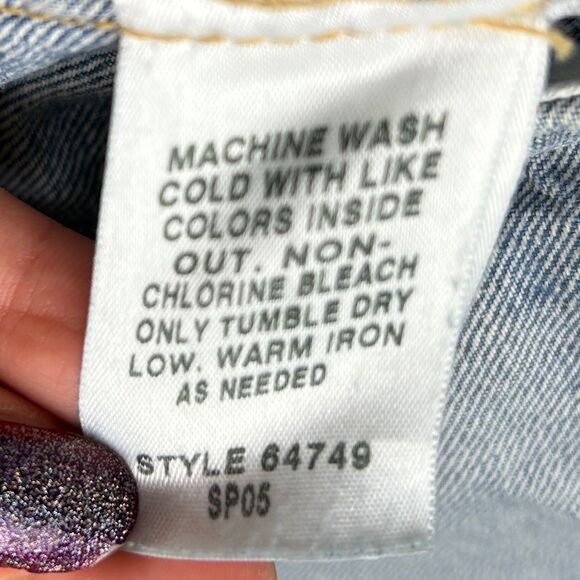 MACHINE WASH
COLD WITH LIKE
COLORS INSIDE
OUT. NON-
CHLORINE BLEACH
ONLY TUMBLE DRY
LOW. WARM IRON
AS NEEDED
STYLE 64749
SP05